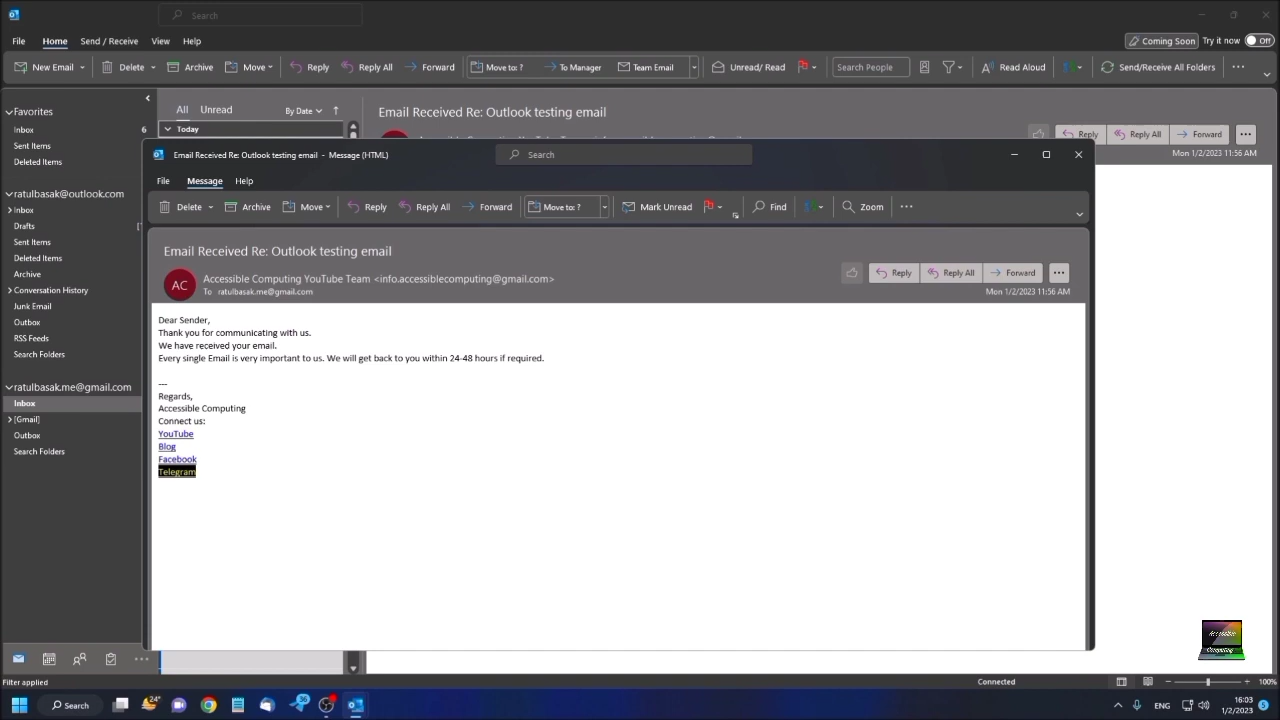 Search
File Home Send / Receive View Help
Coming Soon Try it now Off
New Email Delete Archive Move Reply Reply All Forward Move to: ? To Manager Team Email Unread/ Read Search People Read Aloud Send/Receive All Folders
Favorites
Inbox 6
Sent Items
Deleted Items
ratulbasak@outlook.com
Inbox
Drafts
Sent Items
Deleted Items
Archive
Conversation History
Junk Email
Outbox
RSS Feeds
Search Folders
ratulbasak.me@gmail.com
Inbox
[Gmail]
Outbox
Search Folders
All Unread By Date
Today
Email Received Re: Outlook testing email
Reply Reply All Forward
Mon 1/2/2023 11:56 AM
Email Received Re: Outlook testing email - Message (HTML)
Search
File Message Help
Delete Archive Move Reply Reply All Forward Move to: ? Mark Unread Find Zoom
Email Received Re: Outlook testing email
AC
Accessible Computing YouTube Team <info.accessiblecomputing@gmail.com>
To ratulbasak.me@gmail.com
Reply Reply All Forward
Mon 1/2/2023 11:56 AM
Dear Sender,
Thank you for communicating with us.
We have received your email.
Every single Email is very important to us. We will get back to you within 24-48 hours if required.
---
Regards,
Accessible Computing
Connect us:
YouTube
Blog
Facebook
Telegram
Accessible
Computing
Filter applied
Connected
100%
Search
24°
36
ENG
16:03
1/2/2023
5